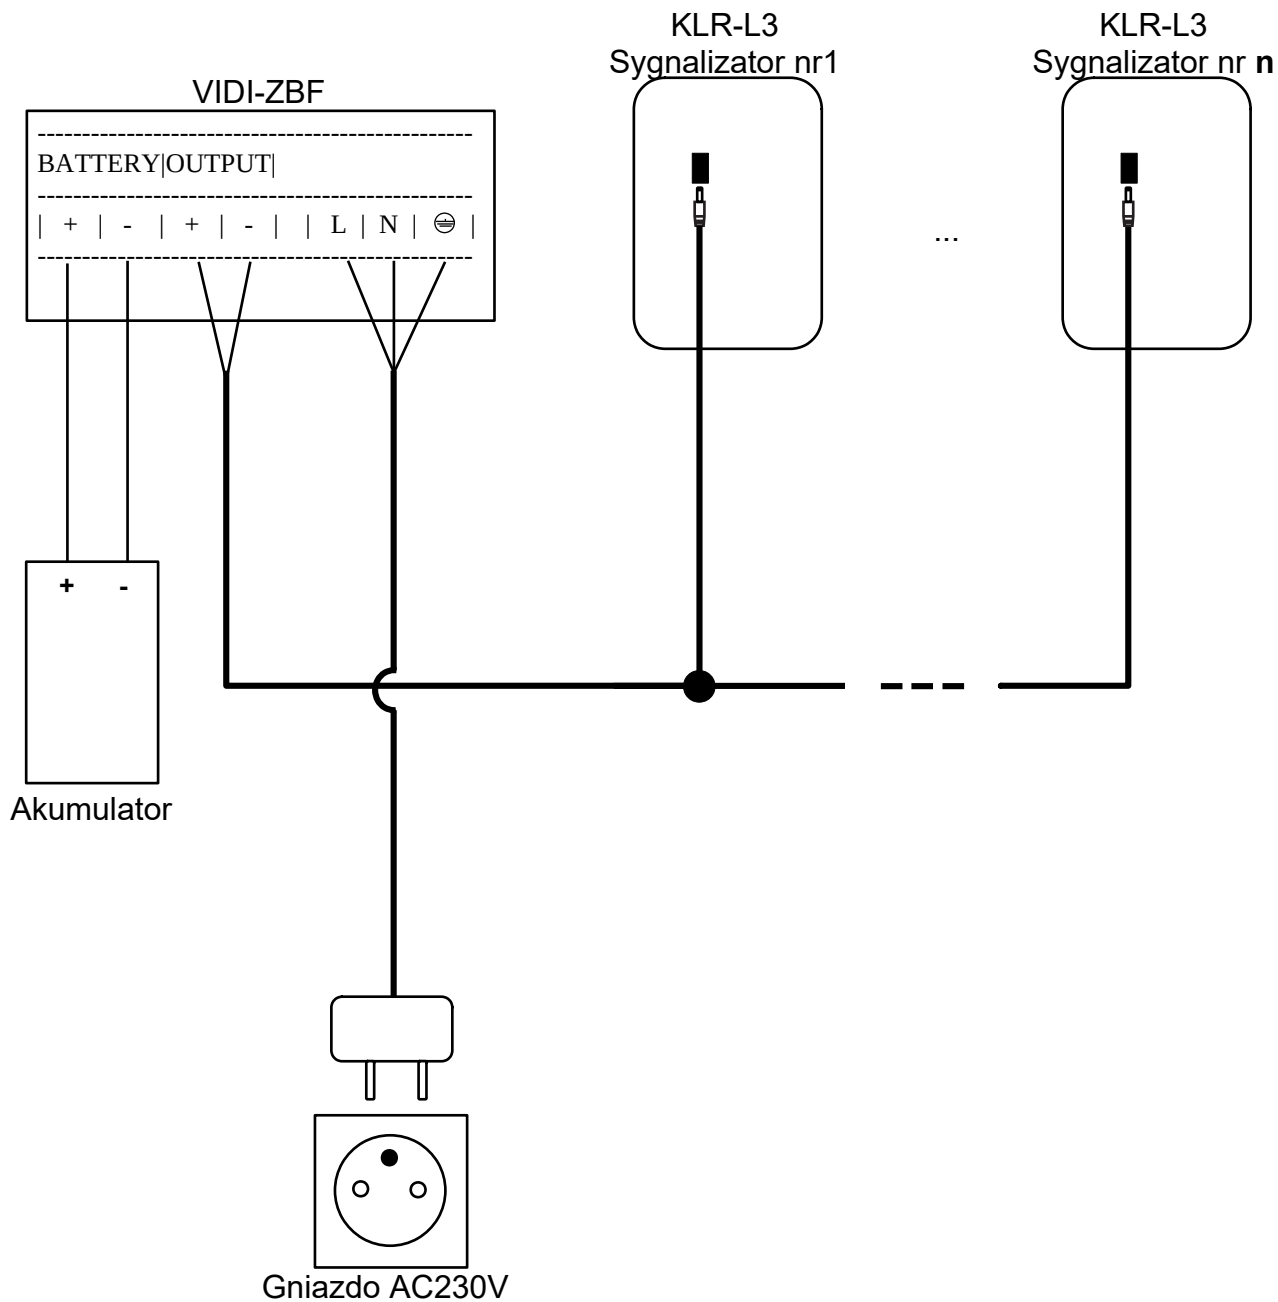 KLR-L3
Sygnalizator nr1
KLR-L3
Sygnalizator nr n
...
VIDI-ZBF
-------------------------------------------------
BATTERY|OUTPUT|
-------------------------------------------------
| + | - | + | - | | L | N | ⏚ |
-------------------------------------------------
+ -
Akumulator
Gniazdo AC230V